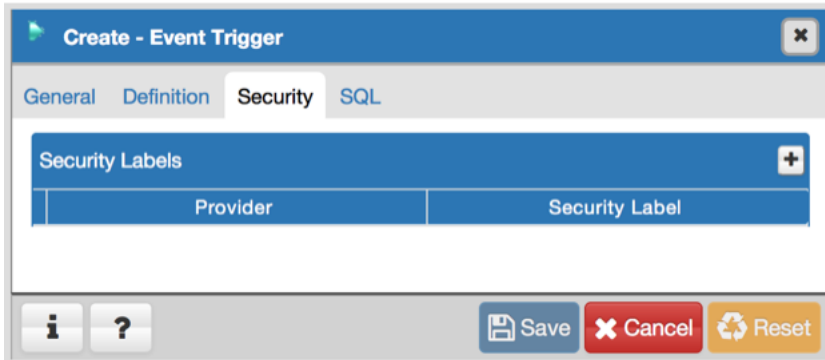 Create - Event Trigger
General Definition Security SQL
Security Labels
Provider Security Label
i ? Save Cancel Reset